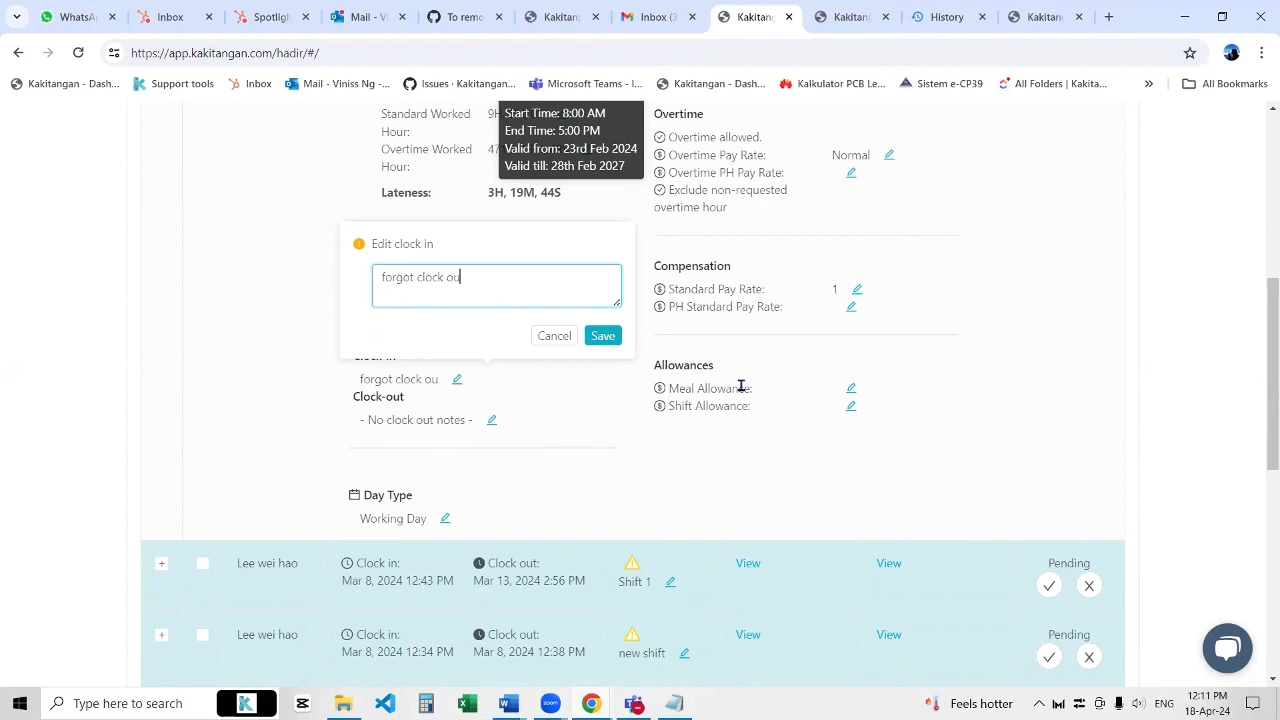 WhatsA
Inbox
Spotligh
Mail - Vi
To remo
Kakitang
Inbox (3
Kakitang
Kakitang
History
Kakitang
https://app.kakitangan.com/hadir/#/
Kakitangan - Dash...
Support tools
Inbox
Mail - Viniss Ng -...
Issues · Kakitangan...
Microsoft Teams - I...
Kakitangan - Dash...
Kalkulator PCB Le...
Sistem e-CP39
All Folders | Kakita...
»
All Bookmarks
Standard Worked
Hour:
9H
Overtime Worked
Hour:
Lateness:
3H, 19M, 44S
Start Time: 8:00 AM
End Time: 5:00 PM
Valid from: 23rd Feb 2024
Valid till: 28th Feb 2027
Edit clock in
forgot clock ou
Cancel
Save
Clock-in
forgot clock ou
Clock-out
- No clock out notes -
Day Type
Working Day
Overtime
Overtime allowed.
Overtime Pay Rate:
Normal
Overtime PH Pay Rate:
Exclude non-requested
overtime hour
Compensation
Standard Pay Rate:
1
PH Standard Pay Rate:
Allowances
Meal Allowance:
Shift Allowance:
Lee wei hao
Clock in:
Mar 8, 2024 12:43 PM
Clock out:
Mar 13, 2024 2:56 PM
Shift 1
View
View
Pending
Lee wei hao
Clock in:
Mar 8, 2024 12:34 PM
Clock out:
Mar 8, 2024 12:38 PM
new shift
View
View
Pending
Type here to search
Feels hotter
12:11 PM
18-Apr-24